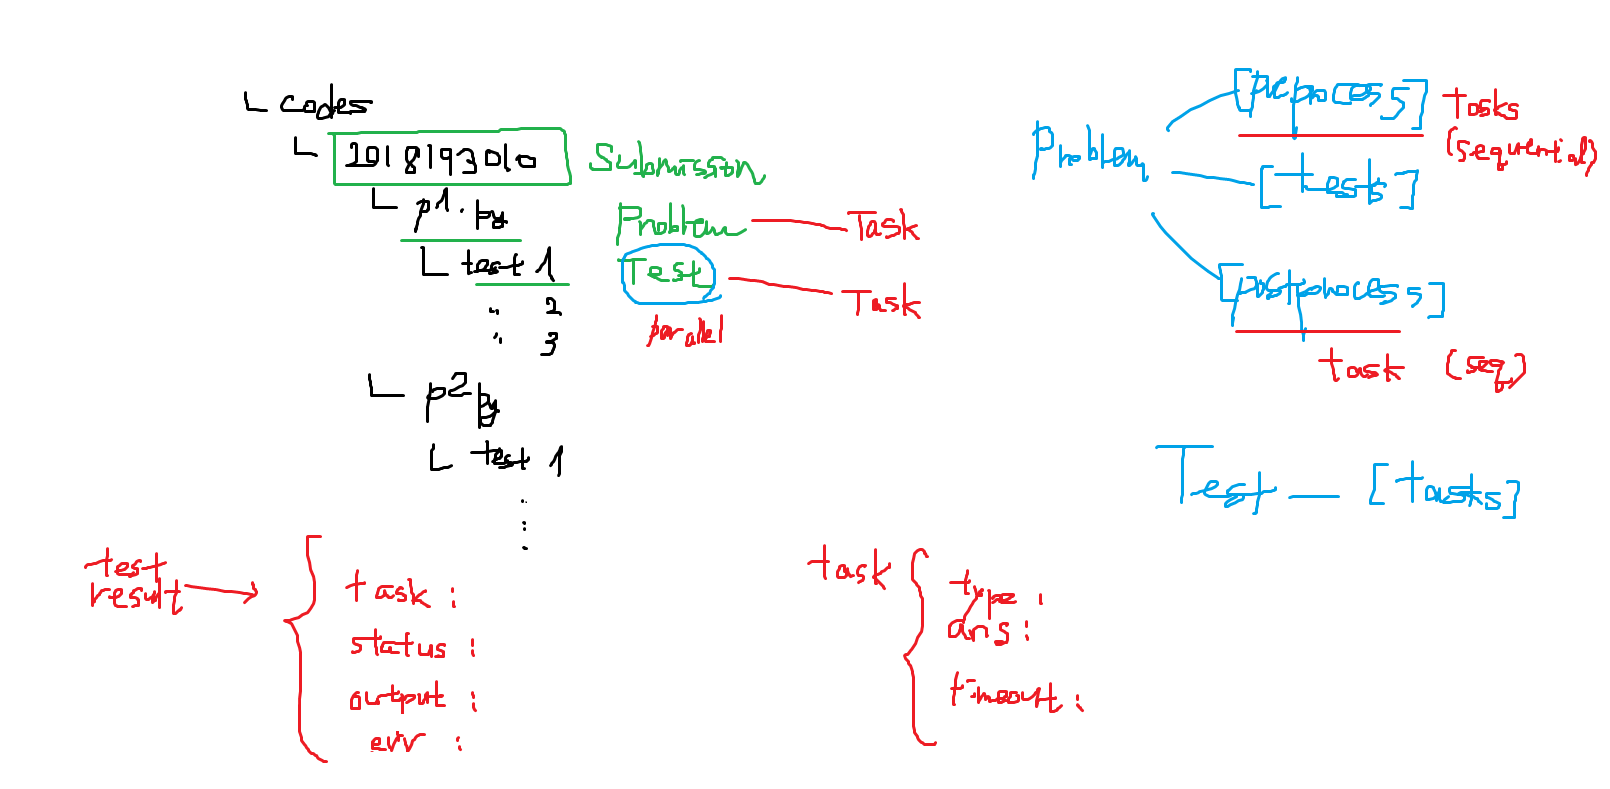 codes
2018193010 Submission
p1.py Problem Task
test 1 Test Task
" 2
" 3
parallel
p2 py
test 1
⋮
Problem
[preprocess] tasks
(sequential)
[tests]
[postprocess]
task (seq)
Test — [tasks]
test
result → {
task :
status :
output :
err :
task {
type :
ans :
timeout :